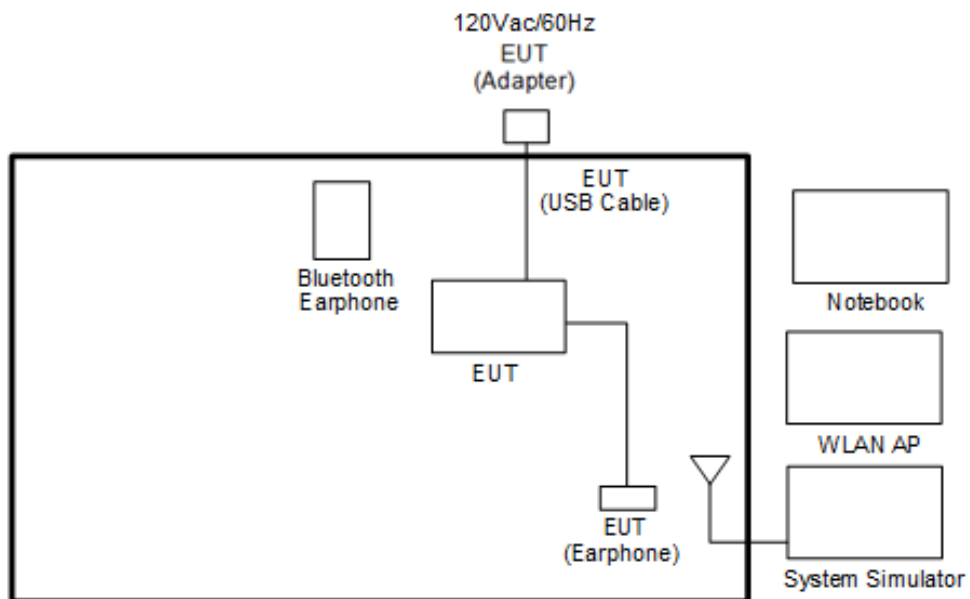 120Vac/60Hz
EUT
(Adapter)
EUT
(USB Cable)
Bluetooth
Earphone
Notebook
EUT
WLAN AP
EUT
(Earphone)
System Simulator